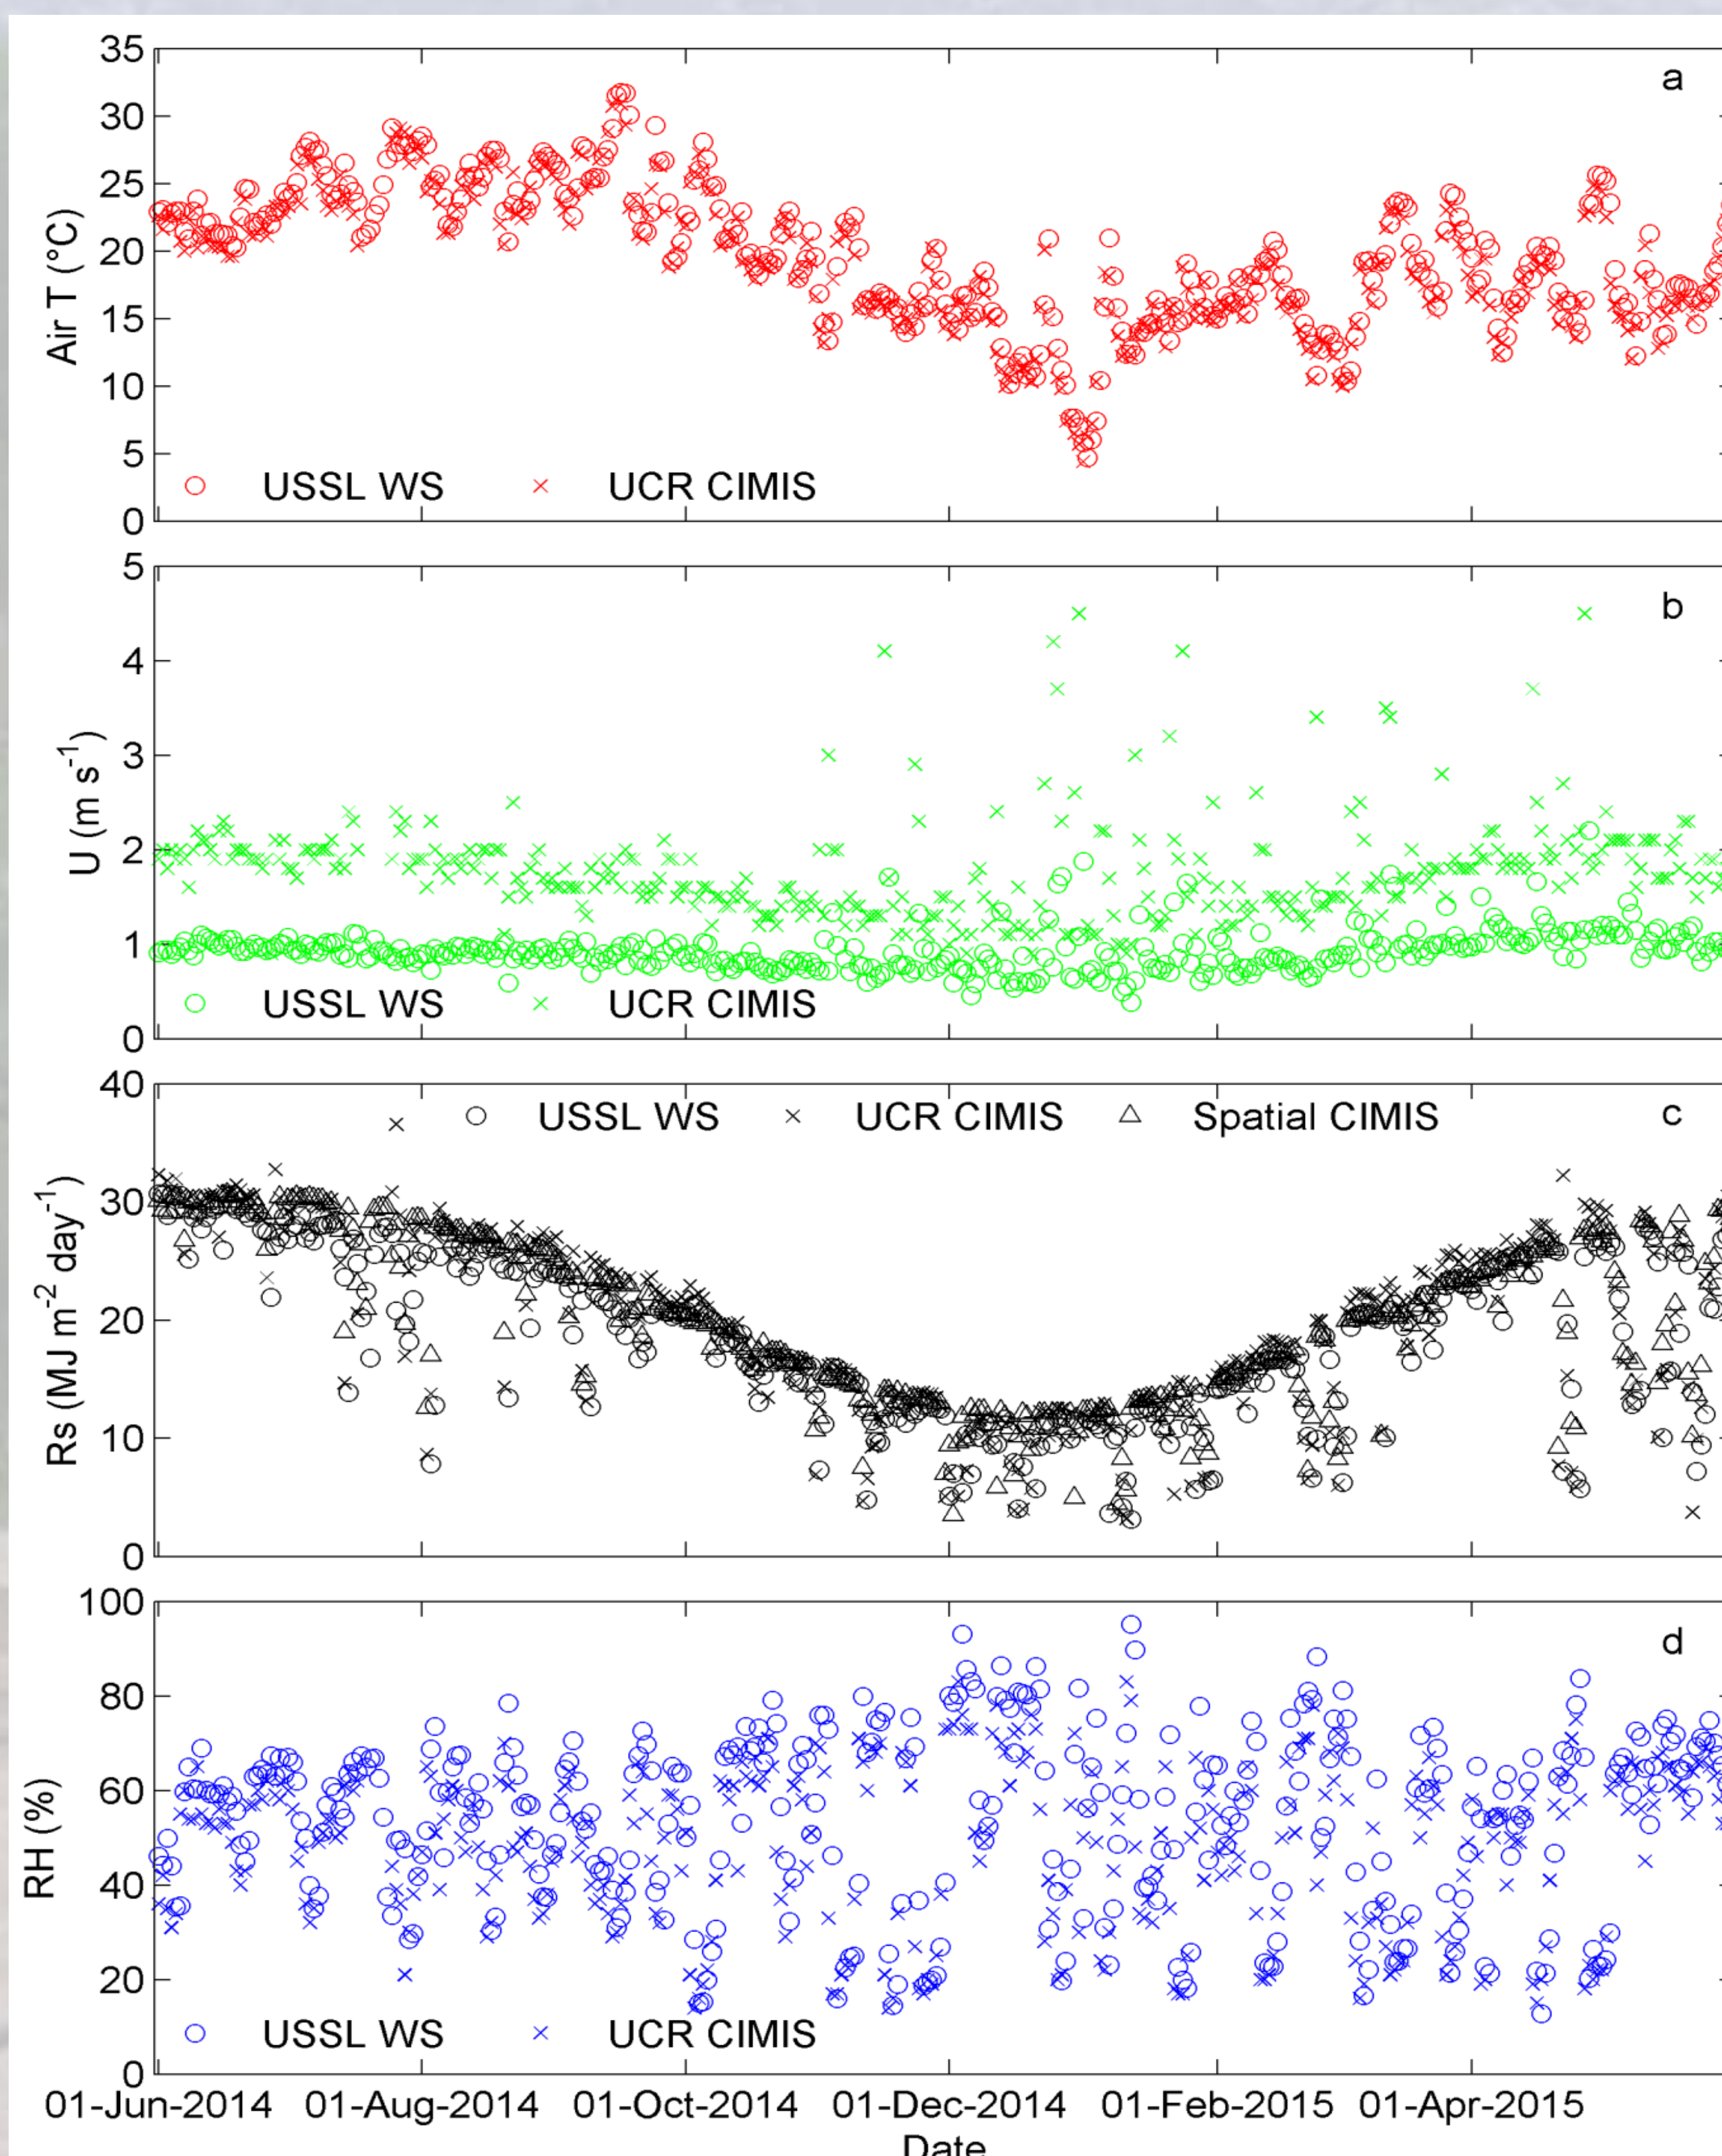 35
a
30
25
20
15
10
5
0
Air T (°C)
USSL WS
UCR CIMIS
5
b
4
3
2
1
0
U (m s-1)
USSL WS
UCR CIMIS
40
USSL WS
UCR CIMIS
Spatial CIMIS
c
30
20
10
0
Rs (MJ m-2 day-1)
100
d
80
60
40
20
0
RH (%)
USSL WS
UCR CIMIS
01-Jun-2014
01-Aug-2014
01-Oct-2014
01-Dec-2014
01-Feb-2015
01-Apr-2015
Date